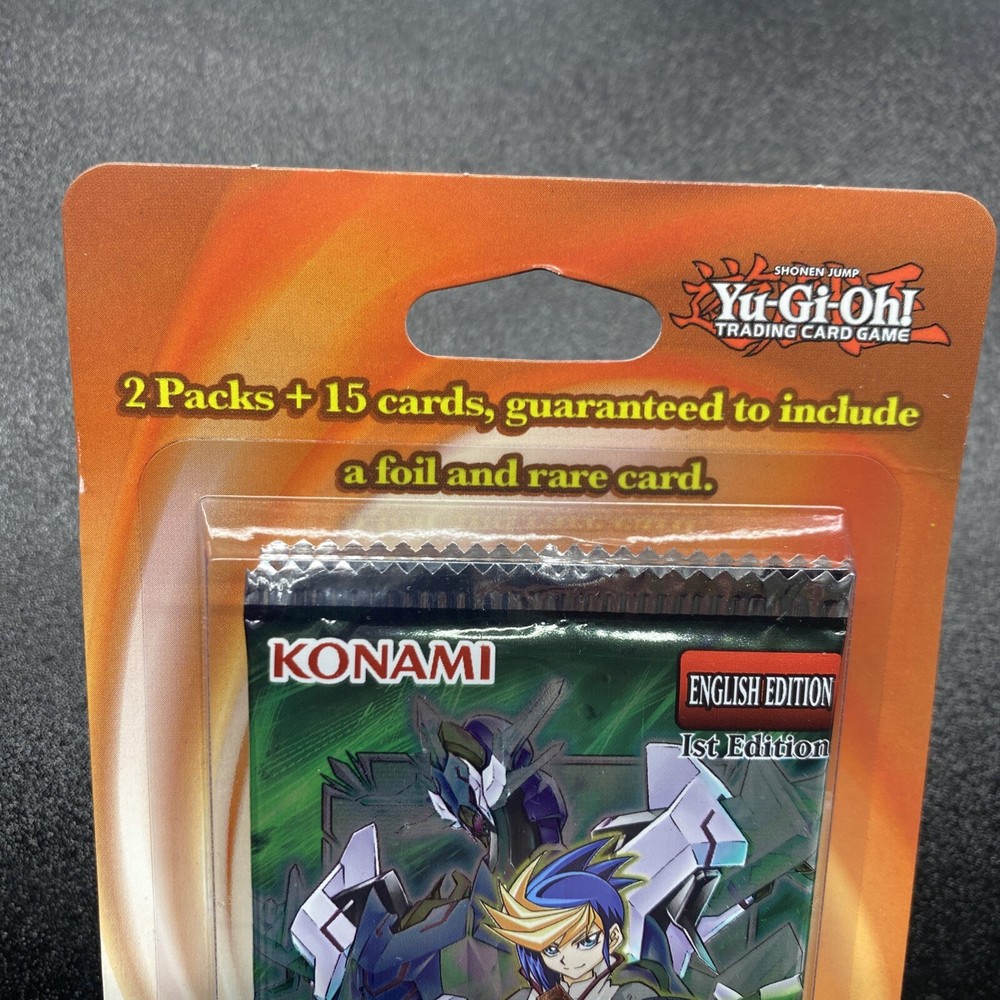 SHONEN JUMP
Yu-Gi-Oh!
TRADING CARD GAME
2 Packs + 15 cards, guaranteed to include
a foil and rare card.
KONAMI
ENGLISH EDITION
1st Edition